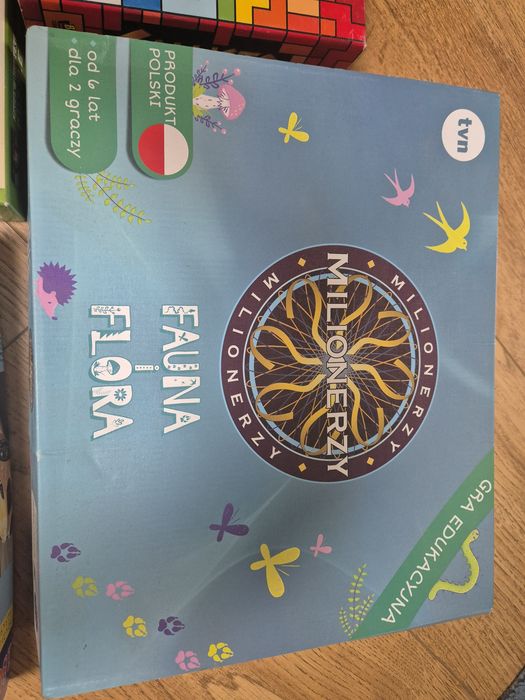 tvn
GRA EDUKACYJNA
MILIONERZY
MILIONERZY
MILIONERZY
FAUNA
i
FLORA
PRODUKT
POLSKI
• od 6 lat
• dla 2 graczy